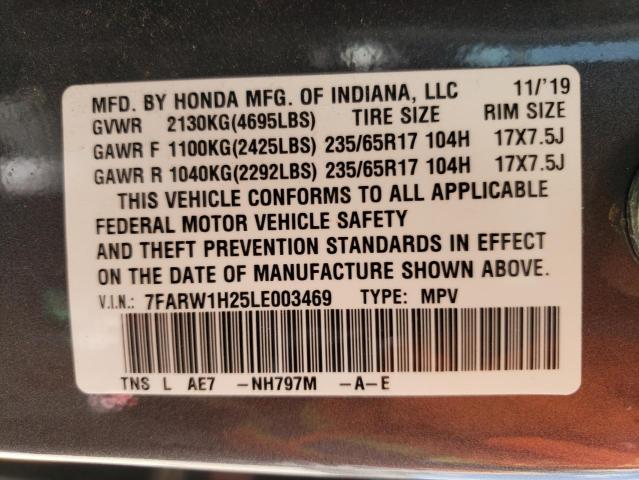 MFD. BY HONDA MFG. OF INDIANA, LLC 11/'19
GVWR 2130KG(4695LBS) TIRE SIZE RIM SIZE
GAWR F 1100KG(2425LBS) 235/65R17 104H 17X7.5J
GAWR R 1040KG(2292LBS) 235/65R17 104H 17X7.5J
THIS VEHICLE CONFORMS TO ALL APPLICABLE
FEDERAL MOTOR VEHICLE SAFETY
AND THEFT PREVENTION STANDARDS IN EFFECT
ON THE DATE OF MANUFACTURE SHOWN ABOVE.
V.I.N.: 7FARW1H25LE003469 TYPE: MPV
TNS L AE7 -NH797M -A-E